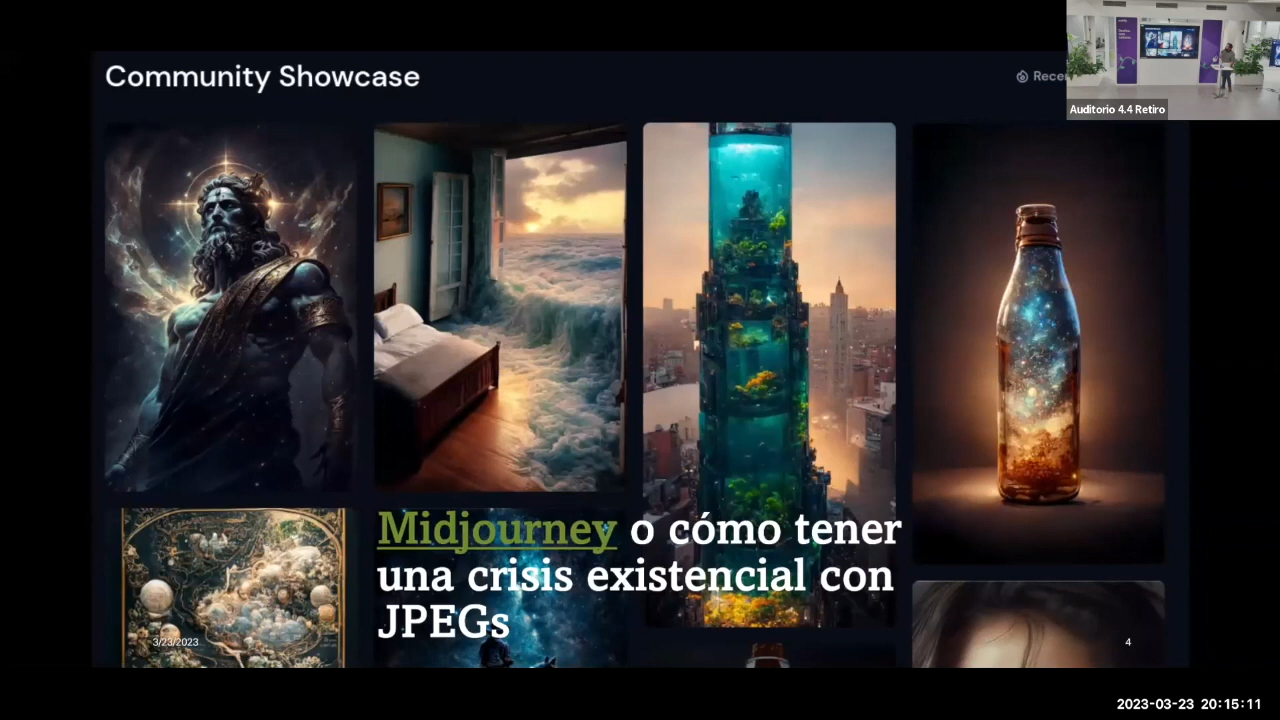 Community Showcase
Auditorio 4.4 Retiro
Midjourney o cómo tener
una crisis existencial con
JPEGs
3/23/2023
4
2023-03-23 20:15:11